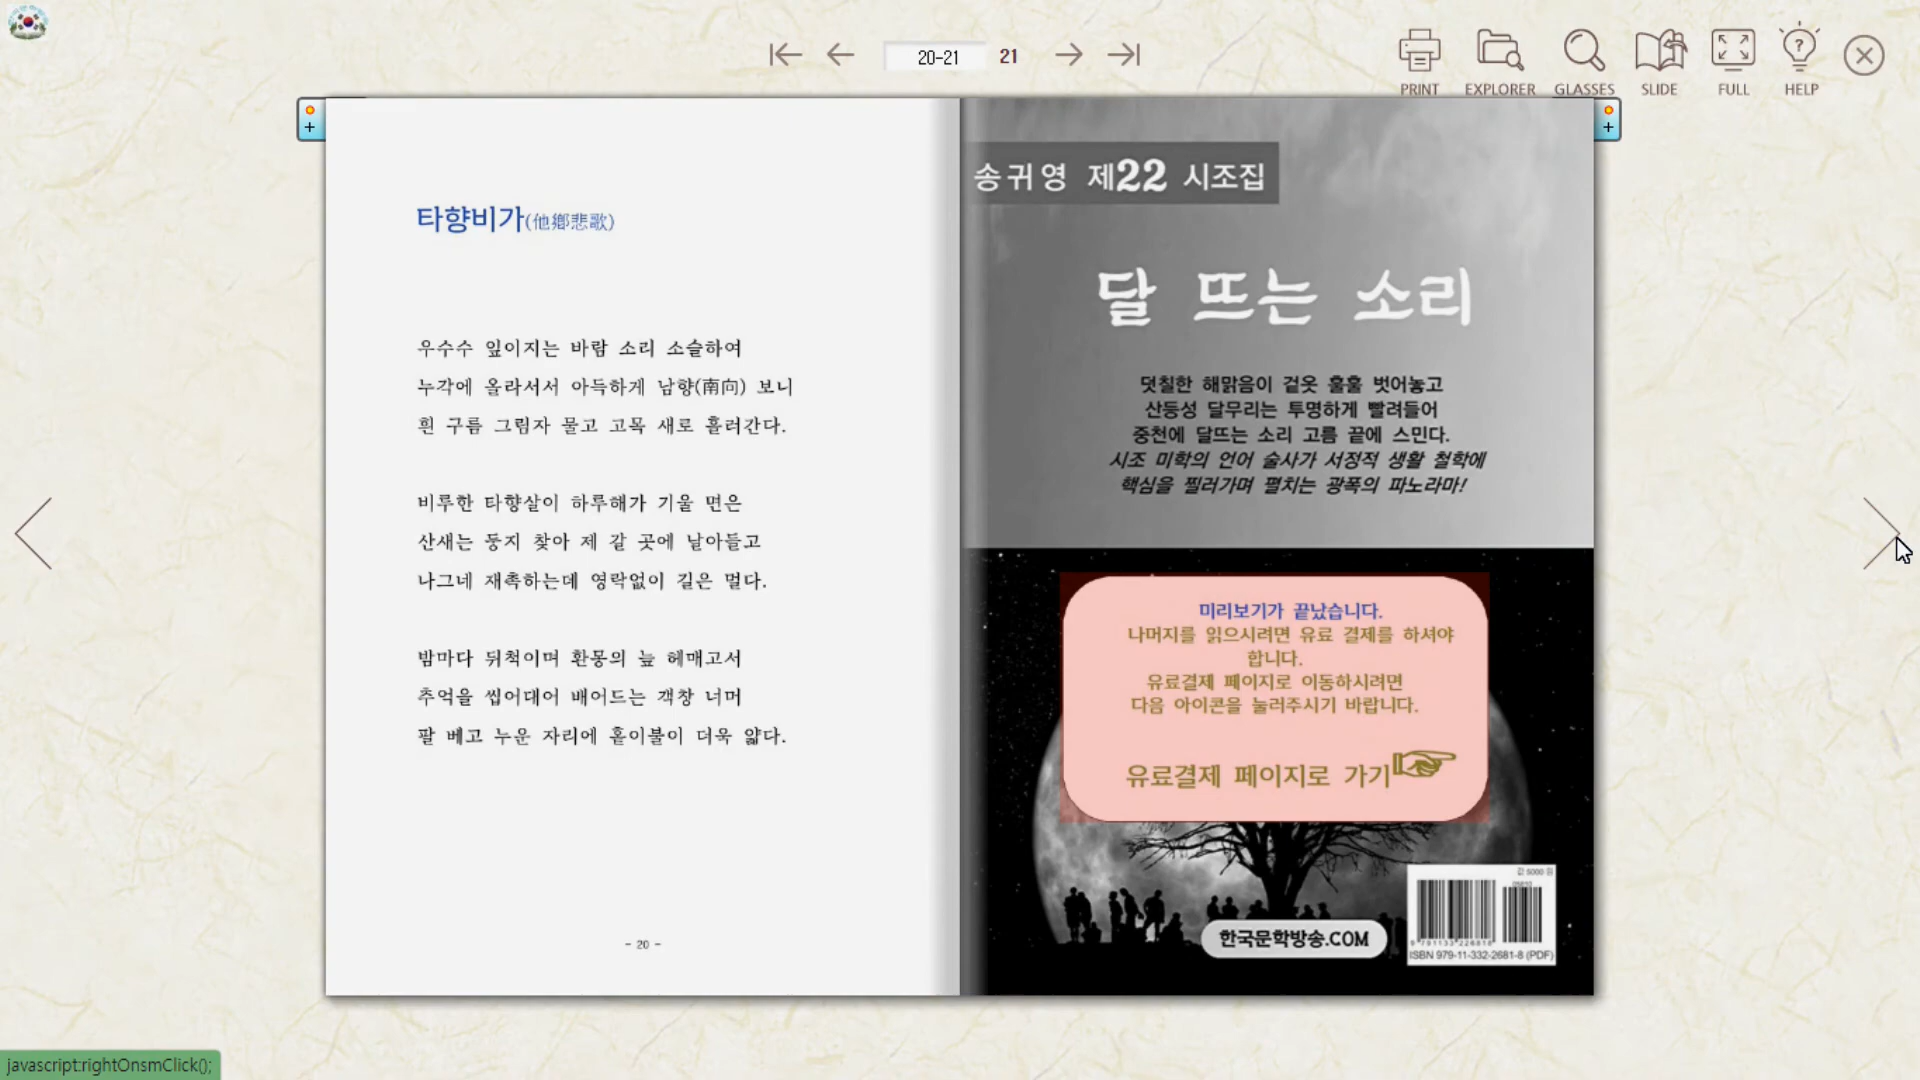 20-21
21
PRINT
EXPLORER
GLASSES
SLIDE
FULL
HELP
타향비가(他鄕悲歌)
우수수 잎이지는 바람 소리 소슬하여
누각에 올라서서 아득하게 남향(南向) 보니
흰 구름 그림자 물고 고목 새로 흘러간다.
비루한 타향살이 하루해가 기울 면은
산새는 둥지 찾아 제 갈 곳에 날아들고
나그네 재촉하는데 영락없이 길은 멀다.
밤마다 뒤척이며 환몽의 늪 헤매고서
추억을 씹어대어 배어드는 객창 너머
팔 베고 누운 자리에 홑이불이 더욱 얇다.
- 20 -
송귀영 제22 시조집
달 뜨는 소리
덧칠한 해맑음이 겉옷 훌훌 벗어놓고
산등성 달무리는 투명하게 빨려들어
중천에 달뜨는 소리 고름 끝에 스민다.
시조 미학의 언어 술사가 서정적 생활 철학에
핵심을 찔러가며 펼치는 광폭의 파노라마!
미리보기가 끝났습니다.
나머지를 읽으시려면 유료 결제를 하셔야
합니다.
유료결제 페이지로 이동하시려면
다음 아이콘을 눌러주시기 바랍니다.
유료결제 페이지로 가기
한국문학방송.COM
값 5000 원
9 791133 226818
ISBN 979-11-332-2681-8 (PDF)
javascript:rightOnsmClick();